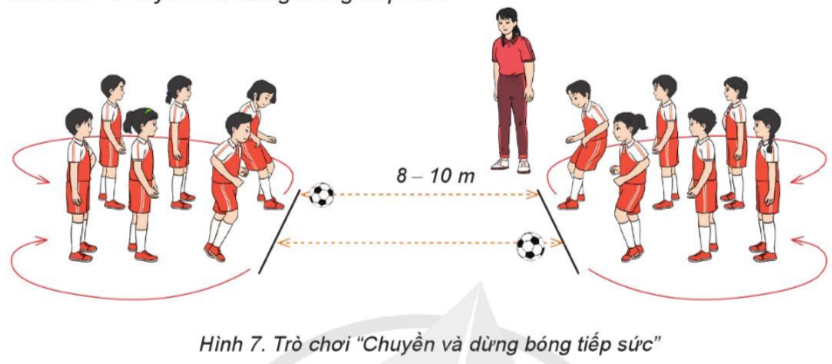 8 – 10 m
Hình 7. Trò chơi “Chuyền và dừng bóng tiếp sức”